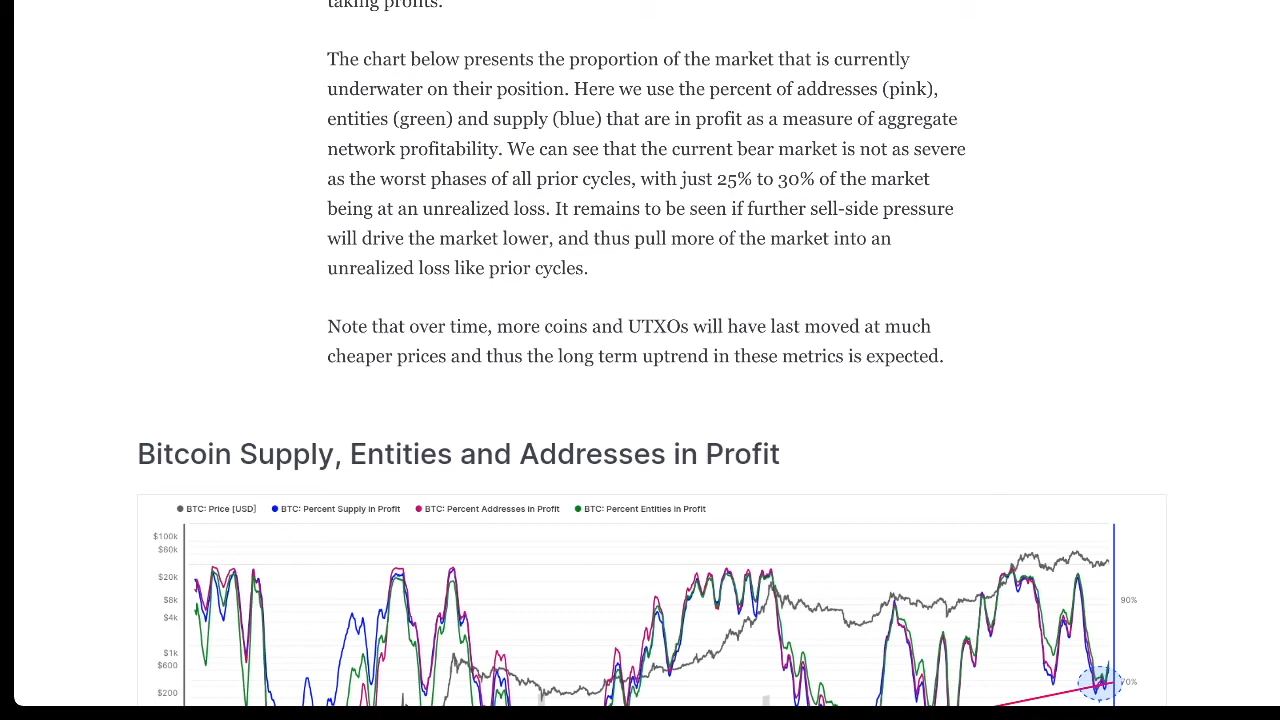 taking profits.
The chart below presents the proportion of the market that is currently
underwater on their position. Here we use the percent of addresses (pink),
entities (green) and supply (blue) that are in profit as a measure of aggregate
network profitability. We can see that the current bear market is not as severe
as the worst phases of all prior cycles, with just 25% to 30% of the market
being at an unrealized loss. It remains to be seen if further sell-side pressure
will drive the market lower, and thus pull more of the market into an
unrealized loss like prior cycles.
Note that over time, more coins and UTXOs will have last moved at much
cheaper prices and thus the long term uptrend in these metrics is expected.
Bitcoin Supply, Entities and Addresses in Profit
BTC: Price [USD] BTC: Percent Supply in Profit BTC: Percent Addresses in Profit BTC: Percent Entities in Profit
$100k
$60k
$20k
$8k
90%
$4k
$1k
$600
70%
$200